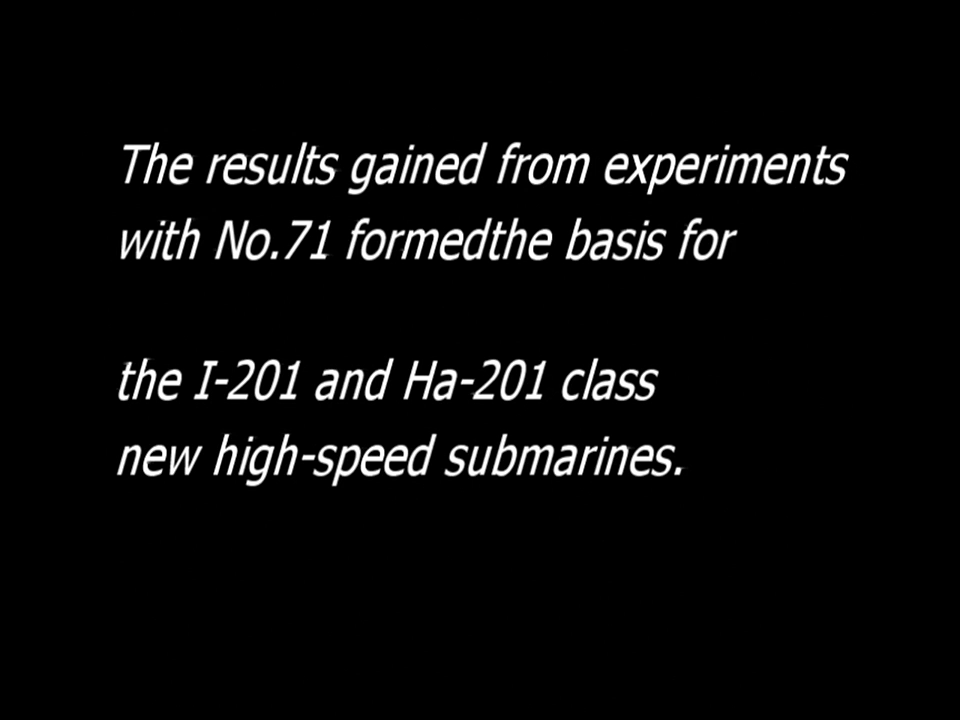 The results gained from experiments
with No.71 formedthe basis for
the I-201 and Ha-201 class
new high-speed submarines.